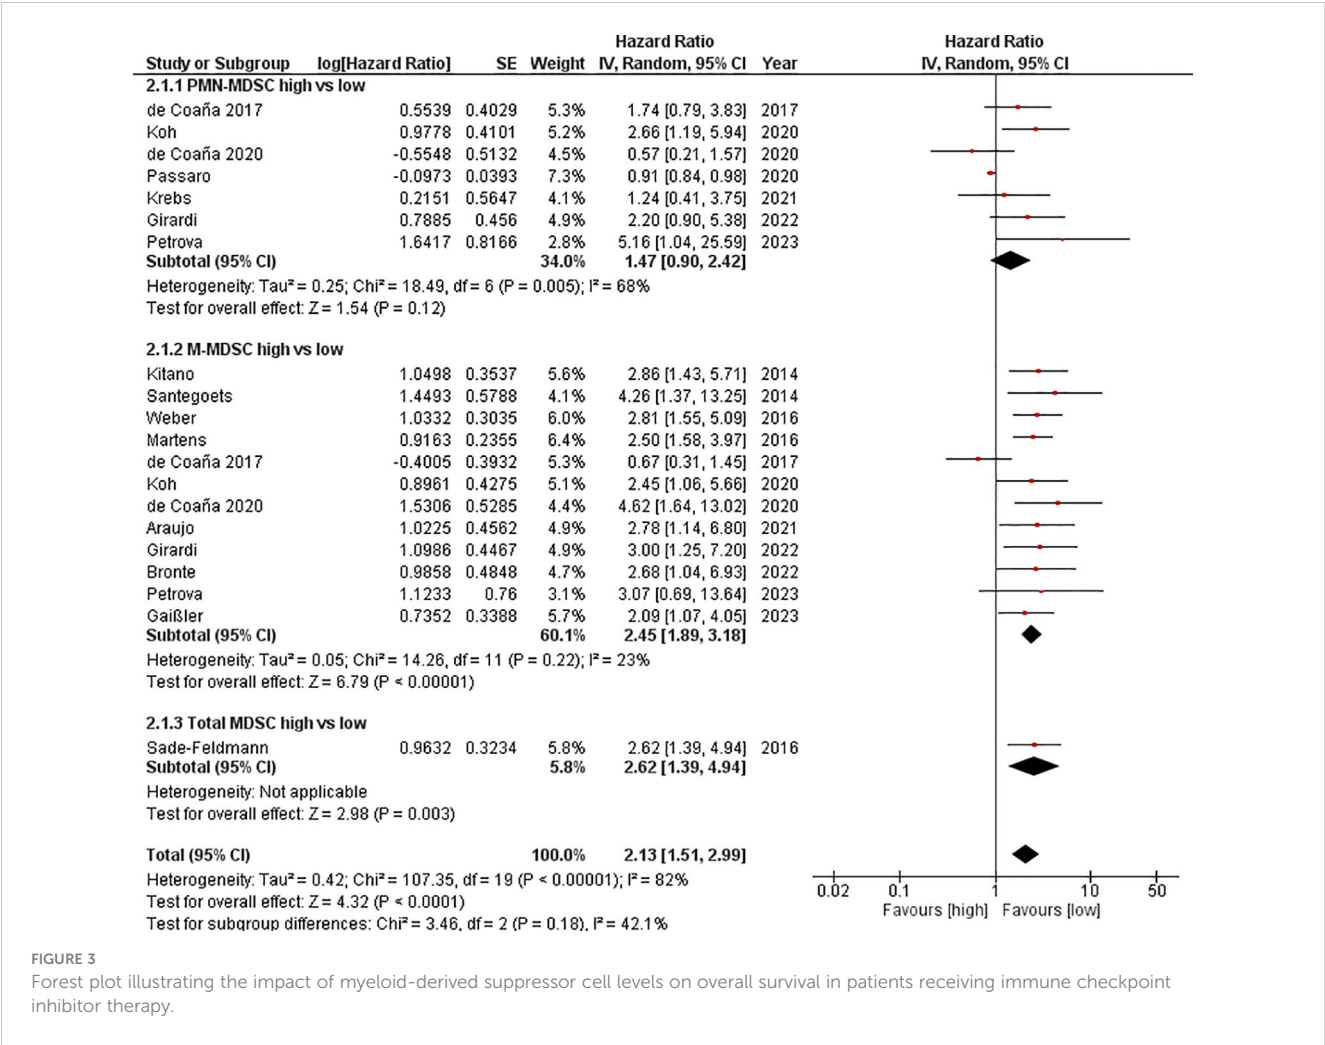 Hazard Ratio Hazard Ratio
Study or Subgroup log[Hazard Ratio] SE Weight IV, Random, 95% CI Year IV, Random, 95% CI
2.1.1 PMN-MDSC high vs low
de Coaña 2017 0.5539 0.4029 5.3% 1.74 [0.79, 3.83] 2017
Koh 0.9778 0.4101 5.2% 2.66 [1.19, 5.94] 2020
de Coaña 2020 -0.5548 0.5132 4.5% 0.57 [0.21, 1.57] 2020
Passaro -0.0973 0.0393 7.3% 0.91 [0.84, 0.98] 2020
Krebs 0.2151 0.5647 4.1% 1.24 [0.41, 3.75] 2021
Girardi 0.7885 0.456 4.9% 2.20 [0.90, 5.38] 2022
Petrova 1.6417 0.8166 2.8% 5.16 [1.04, 25.59] 2023
Subtotal (95% CI) 34.0% 1.47 [0.90, 2.42]
Heterogeneity: Tau² = 0.25; Chi² = 18.49, df = 6 (P = 0.005); I² = 68%
Test for overall effect: Z = 1.54 (P = 0.12)
2.1.2 M-MDSC high vs low
Kitano 1.0498 0.3537 5.6% 2.86 [1.43, 5.71] 2014
Santegoets 1.4493 0.5788 4.1% 4.26 [1.37, 13.25] 2014
Weber 1.0332 0.3035 6.0% 2.81 [1.55, 5.09] 2016
Martens 0.9163 0.2355 6.4% 2.50 [1.58, 3.97] 2016
de Coaña 2017 -0.4005 0.3932 5.3% 0.67 [0.31, 1.45] 2017
Koh 0.8961 0.4275 5.1% 2.45 [1.06, 5.66] 2020
de Coaña 2020 1.5306 0.5285 4.4% 4.62 [1.64, 13.02] 2020
Araujo 1.0225 0.4562 4.9% 2.78 [1.14, 6.80] 2021
Girardi 1.0986 0.4467 4.9% 3.00 [1.25, 7.20] 2022
Bronte 0.9858 0.4848 4.7% 2.68 [1.04, 6.93] 2022
Petrova 1.1233 0.76 3.1% 3.07 [0.69, 13.64] 2023
Gaißler 0.7352 0.3388 5.7% 2.09 [1.07, 4.05] 2023
Subtotal (95% CI) 60.1% 2.45 [1.89, 3.18]
Heterogeneity: Tau² = 0.05; Chi² = 14.26, df = 11 (P = 0.22); I² = 23%
Test for overall effect: Z = 6.79 (P < 0.00001)
2.1.3 Total MDSC high vs low
Sade-Feldmann 0.9632 0.3234 5.8% 2.62 [1.39, 4.94] 2016
Subtotal (95% CI) 5.8% 2.62 [1.39, 4.94]
Heterogeneity: Not applicable
Test for overall effect: Z = 2.98 (P = 0.003)
Total (95% CI) 100.0% 2.13 [1.51, 2.99]
Heterogeneity: Tau² = 0.42; Chi² = 107.35, df = 19 (P < 0.00001); I² = 82%
Test for overall effect: Z = 4.32 (P < 0.0001)
Test for subgroup differences: Chi² = 3.46, df = 2 (P = 0.18), I² = 42.1%
0.02 0.1 1 10 50
Favours [high] Favours [low]
FIGURE 3
Forest plot illustrating the impact of myeloid-derived suppressor cell levels on overall survival in patients receiving immune checkpoint
inhibitor therapy.